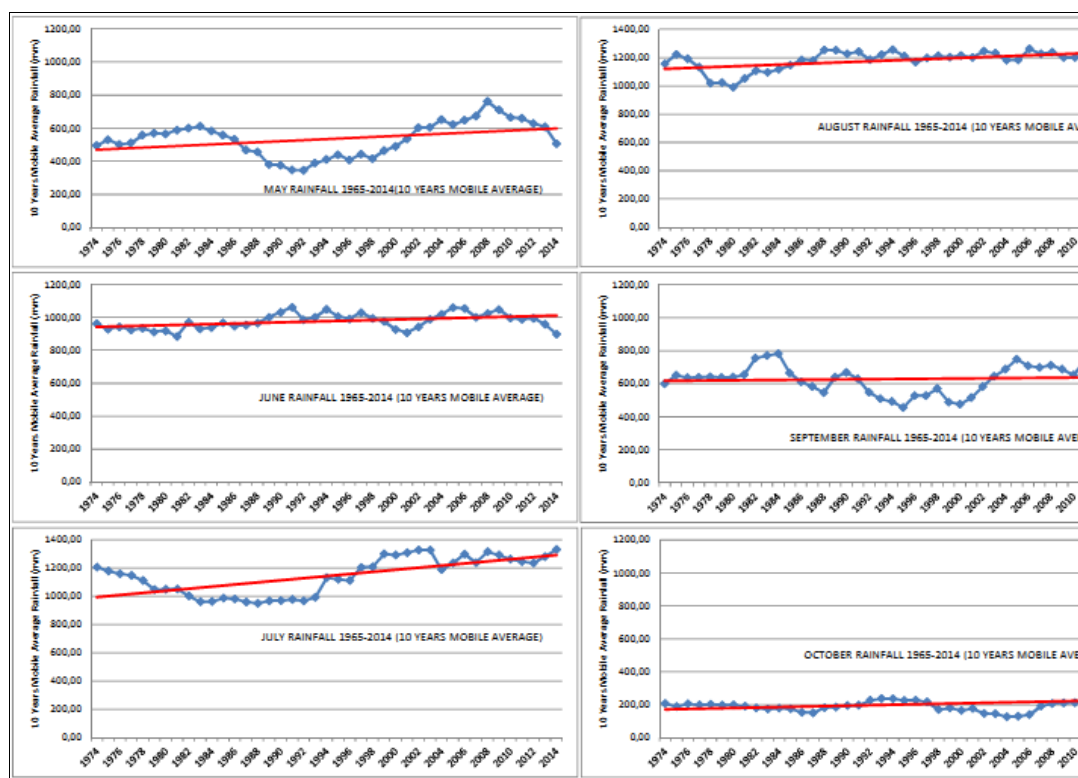 10 Years Mobile Average Rainfall (mm)
1200,00
1000,00
800,00
600,00
400,00
200,00
0,00
MAY RAINFALL 1965-2014(10 YEARS MOBILE AVERAGE)
1974 1976 1978 1980 1982 1984 1986 1988 1990 1992 1994 1996 1998 2000 2002 2004 2006 2008 2010 2012 2014
10 Years Mobile Average Rainfall (mm)
1400,00
1200,00
1000,00
800,00
600,00
400,00
200,00
0,00
AUGUST RAINFALL 1965-2014 (10 YEARS MOBILE AVE
1974 1976 1978 1980 1982 1984 1986 1988 1990 1992 1994 1996 1998 2000 2002 2004 2006 2008 2010
10 Years Mobile Average Rainfall (mm)
1200,00
1000,00
800,00
600,00
400,00
200,00
0,00
JUNE RAINFALL 1965-2014 (10 YEARS MOBILE AVERAGE)
1974 1976 1978 1980 1982 1984 1986 1988 1990 1992 1994 1996 1998 2000 2002 2004 2006 2008 2010 2012 2014
10 Years Mobile Average Rainfall (mm)
1200,00
1000,00
800,00
600,00
400,00
200,00
0,00
SEPTEMBER RAINFALL 1965-2014 (10 YEARS MOBILE AVE
1974 1976 1978 1980 1982 1984 1986 1988 1990 1992 1994 1996 1998 2000 2002 2004 2006 2008 2010
10 Years Mobile Average Rainfall (mm)
1400,00
1200,00
1000,00
800,00
600,00
400,00
200,00
0,00
JULY RAINFALL 1965-2014 (10 YEARS MOBILE AVERAGE)
1974 1976 1978 1980 1982 1984 1986 1988 1990 1992 1994 1996 1998 2000 2002 2004 2006 2008 2010 2012 2014
10 Years Mobile Average Rainfall (mm)
1200,00
1000,00
800,00
600,00
400,00
200,00
0,00
OCTOBER RAINFALL 1965-2014 (10 YEARS MOBILE AVE
1974 1976 1978 1980 1982 1984 1986 1988 1990 1992 1994 1996 1998 2000 2002 2004 2006 2008 2010